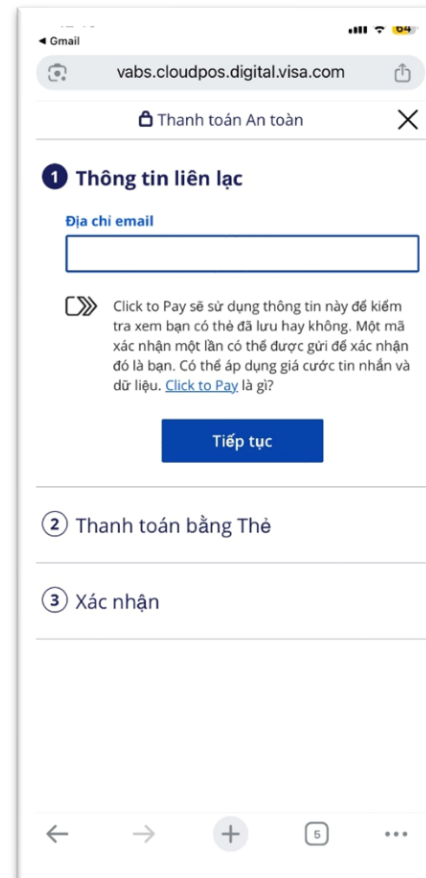 Gmail
64
vabs.cloudpos.digital.visa.com
Thanh toán An toàn
1 Thông tin liên lạc
Địa chỉ email
Click to Pay sẽ sử dụng thông tin này để kiểm
tra xem bạn có thẻ đã lưu hay không. Một mã
xác nhận một lần có thể được gửi để xác nhận
đó là bạn. Có thể áp dụng giá cước tin nhắn và
dữ liệu. Click to Pay là gì?
Tiếp tục
2 Thanh toán bằng Thẻ
3 Xác nhận
5